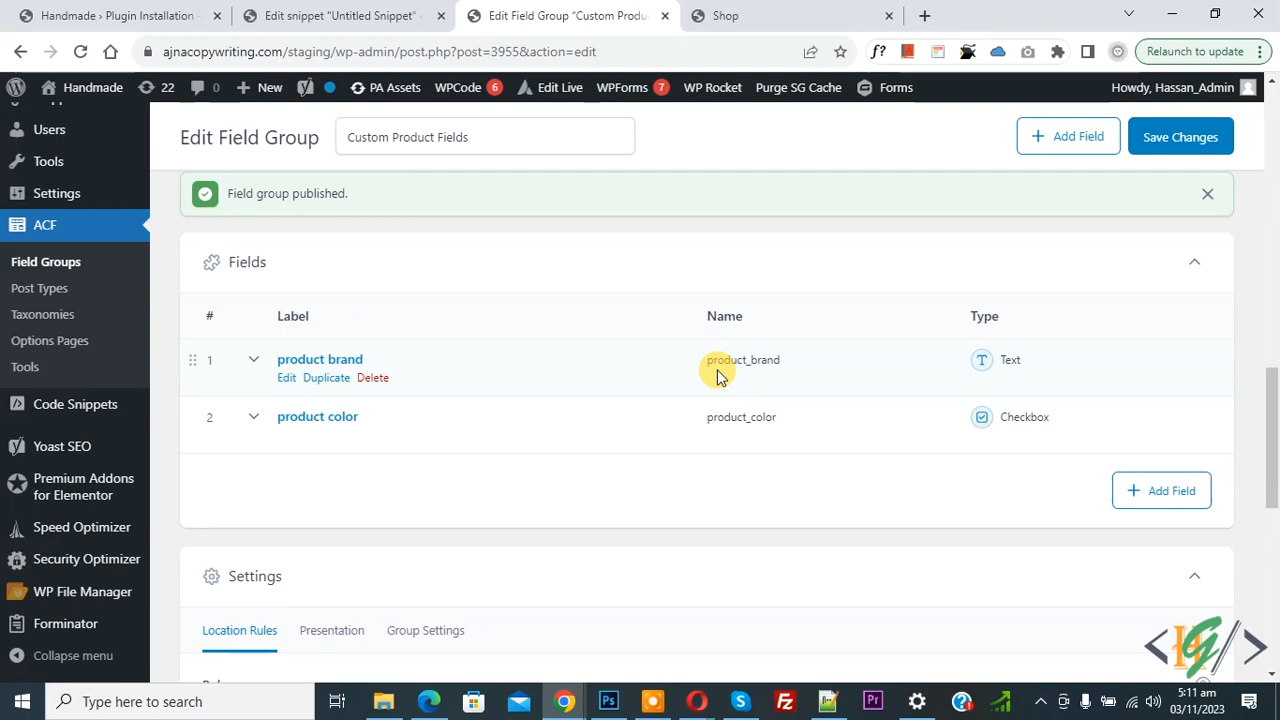 Handmade › Plugin Installation -
Edit snippet "Untitled Snippet"
Edit Field Group "Custom Produ
Shop
ajnacopywriting.com/staging/wp-admin/post.php?post=3955&action=edit
Relaunch to update
Handmade
22
0
New
PA Assets
WPCode 6
Edit Live
WPForms 7
WP Rocket
Purge SG Cache
Forms
Howdy, Hassan_Admin
Users
Tools
Settings
ACF
Field Groups
Post Types
Taxonomies
Options Pages
Tools
Code Snippets
Yoast SEO
Premium Addons
for Elementor
Speed Optimizer
Security Optimizer
WP File Manager
Forminator
Collapse menu
Edit Field Group
Custom Product Fields
Add Field
Save Changes
Field group published.
Fields
# Label Name Type
1 product brand product_brand Text
Edit Duplicate Delete
2 product color product_color Checkbox
Add Field
Settings
Location Rules Presentation Group Settings
Type here to search
5:11 am
03/11/2023